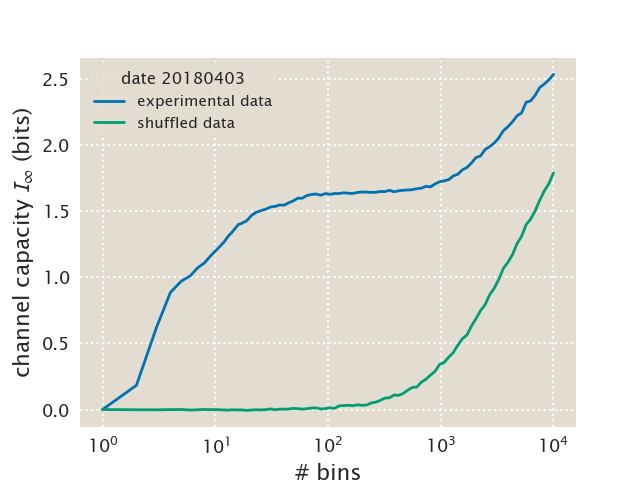 date 20180403
experimental data
shuffled data
channel capacity I∞ (bits)
2.5
2.0
1.5
1.0
0.5
0.0
10⁰ 10¹ 10² 10³ 10⁴
# bins